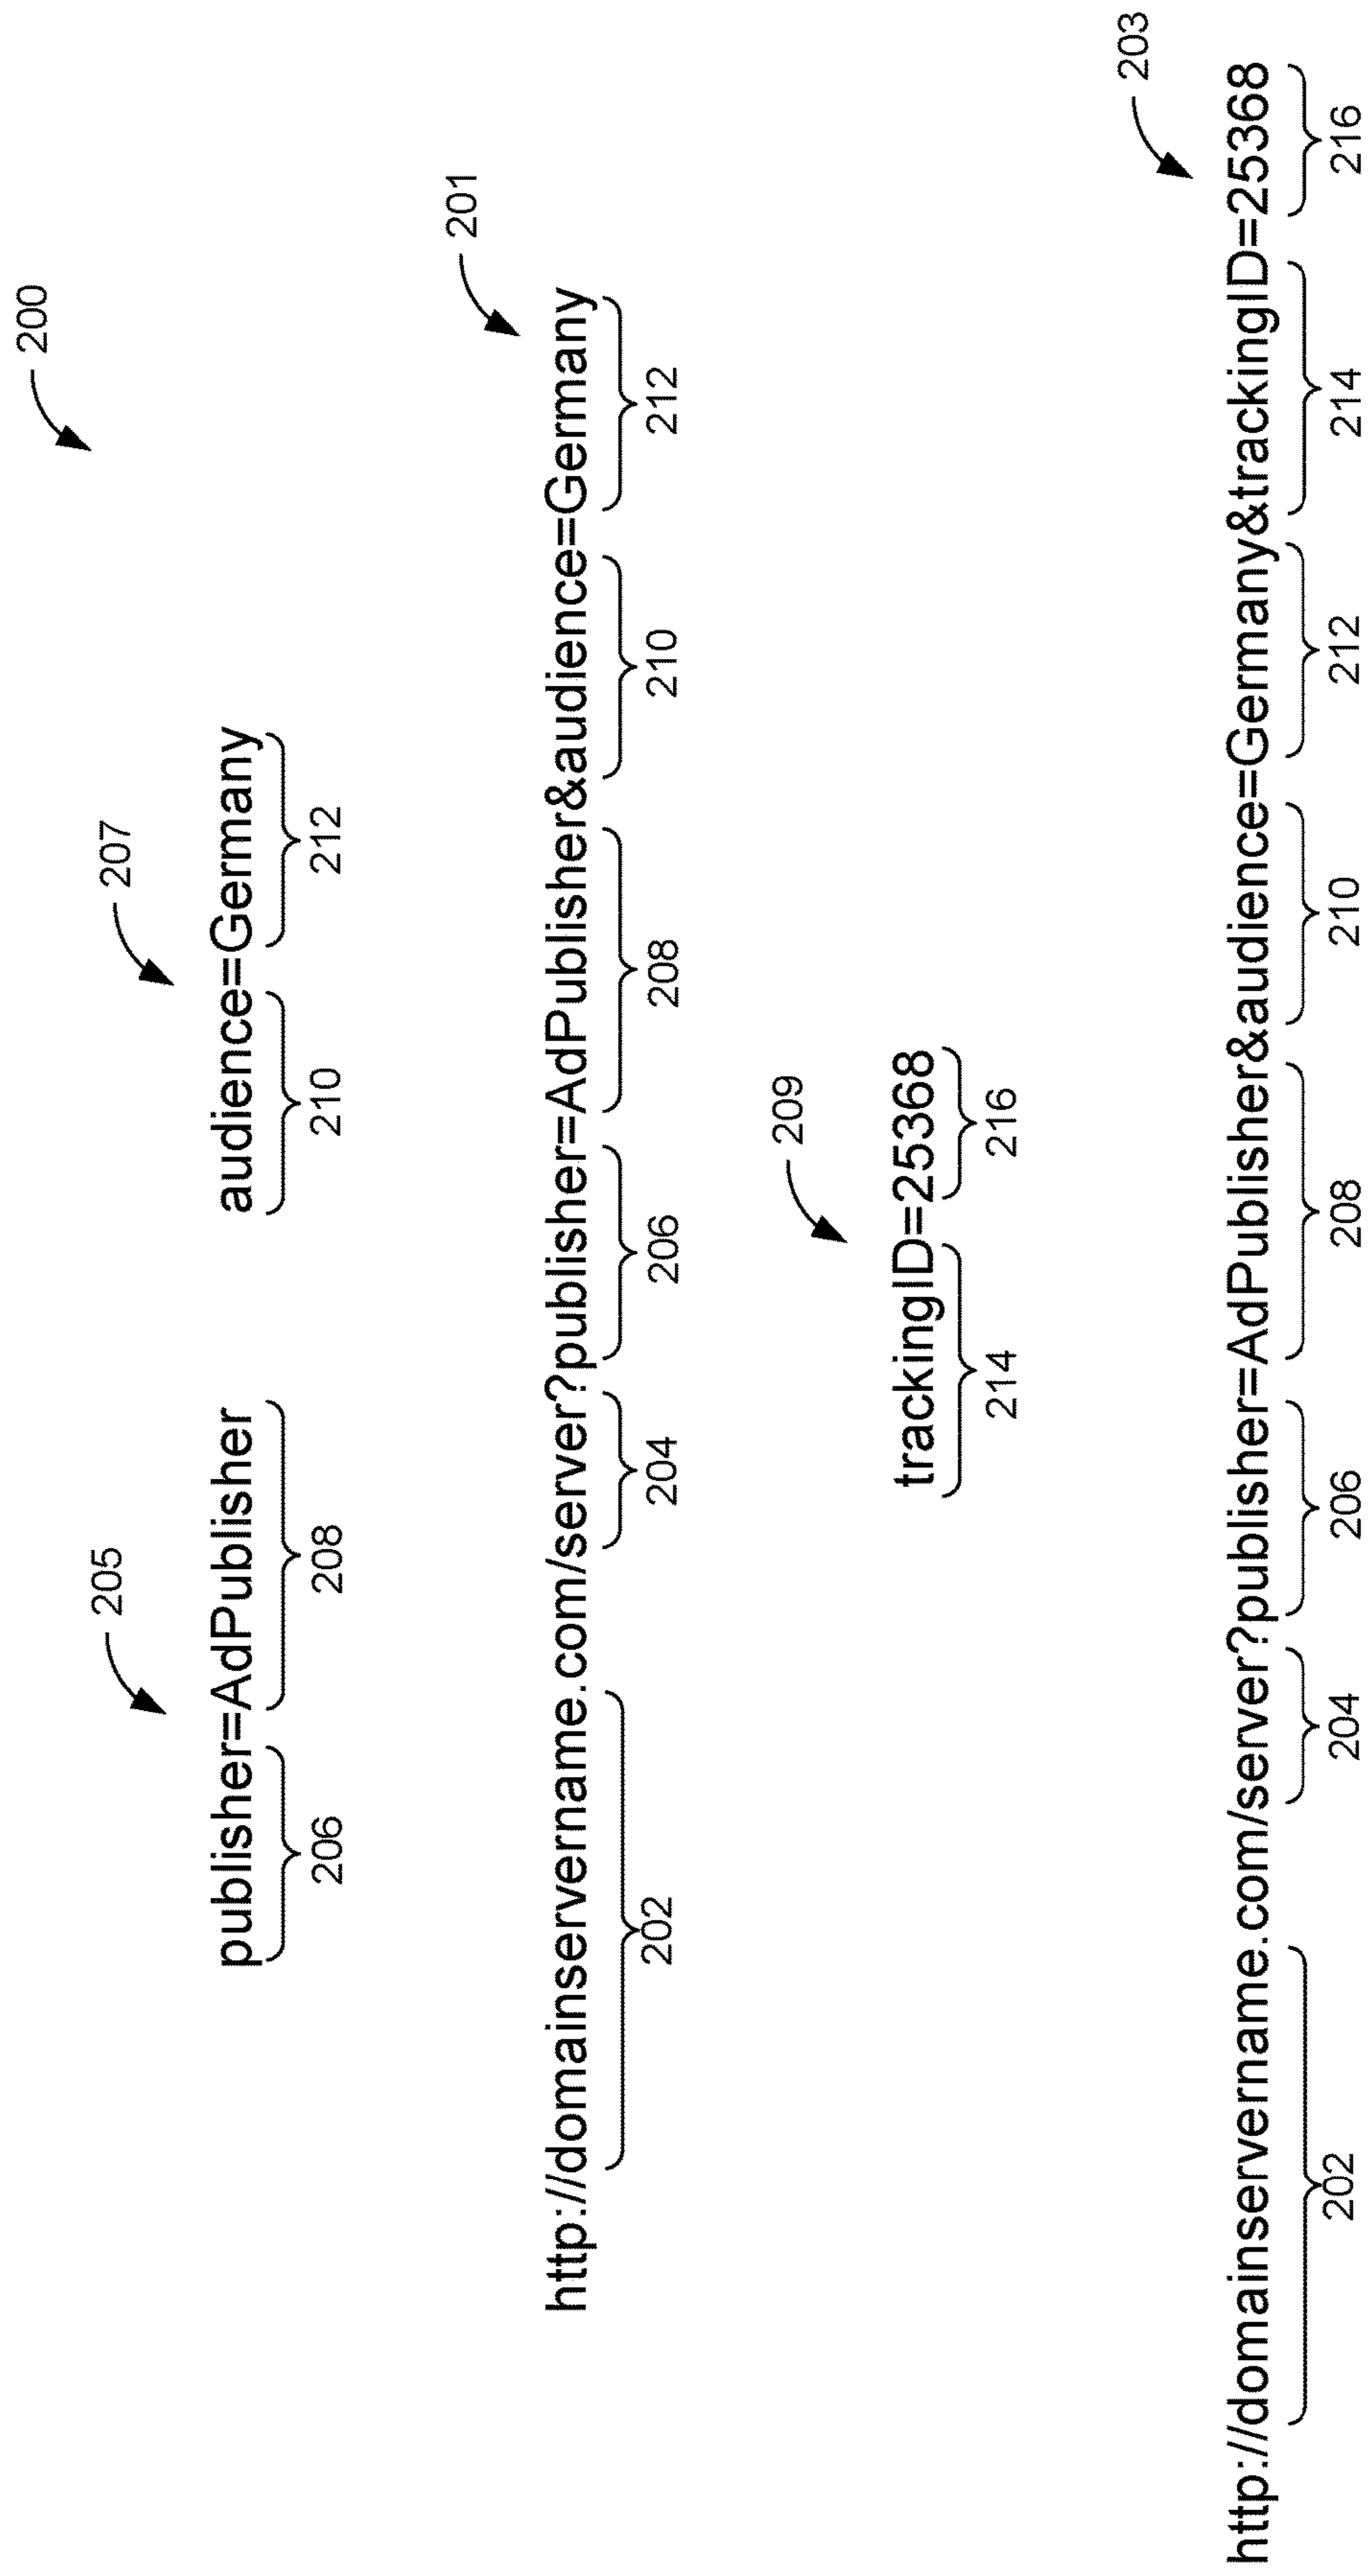 200
205
207
publisher=AdPublisher audience=Germany
206 208 210 212
201
http://domainservername.com/server?publisher=AdPublisher&audience=Germany
202 204 206 208 210 212
209
trackingID=25368
214 216
203
http://domainservername.com/server?publisher=AdPublisher&audience=Germany&trackingID=25368
202 204 206 208 210 212 214 216